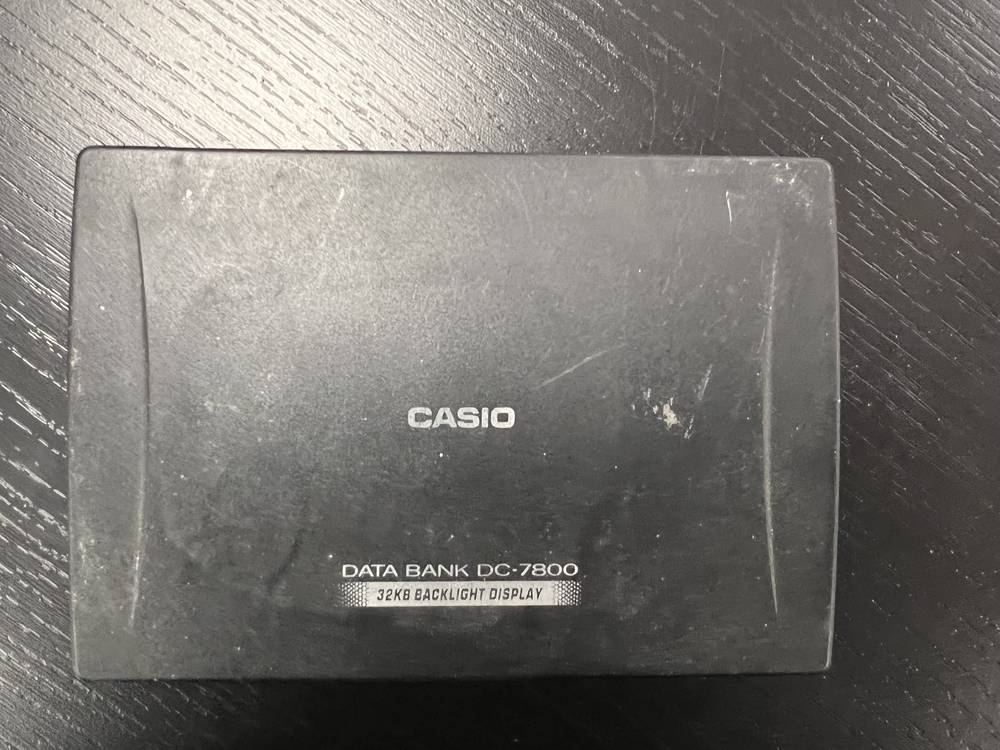 CASIO
DATA BANK DC-7800
32KB BACKLIGHT DISPLAY